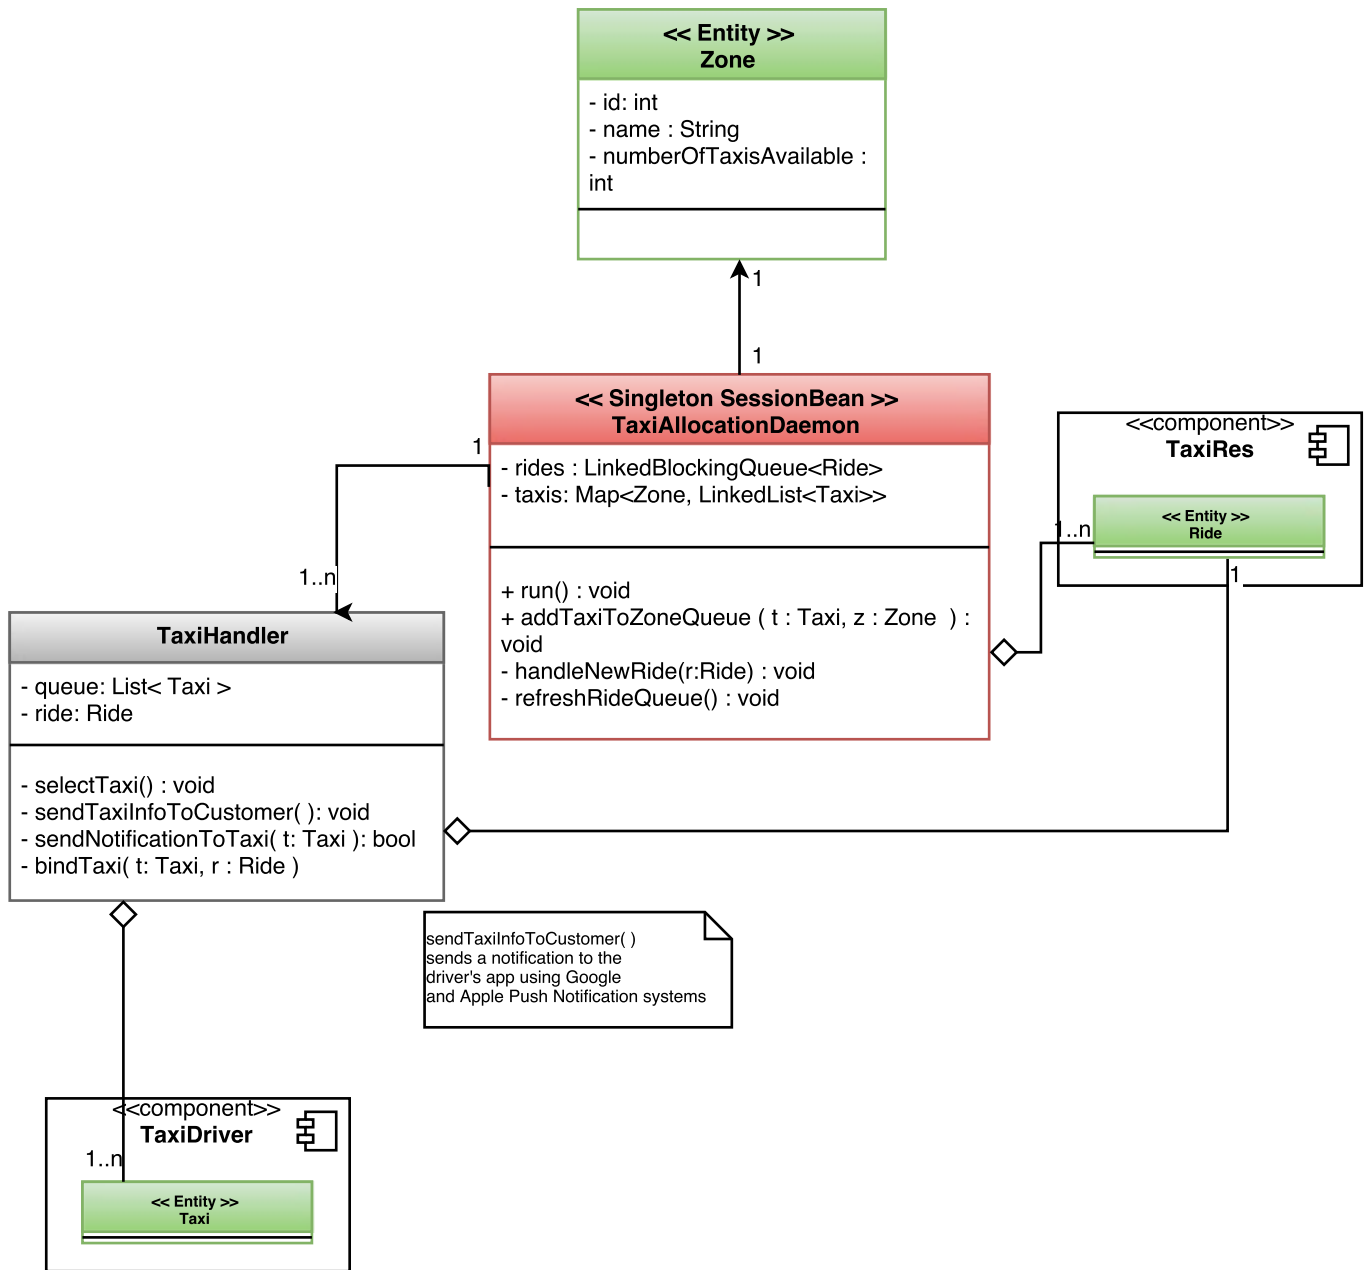 << Entity >>
Zone
- id: int
- name : String
- numberOfTaxisAvailable :
int
1
1
<< Singleton SessionBean >>
TaxiAllocationDaemon
- rides : LinkedBlockingQueue<Ride>
- taxis: Map<Zone, LinkedList<Taxi>>
+ run() : void
+ addTaxiToZoneQueue ( t : Taxi, z : Zone ) :
void
- handleNewRide(r:Ride) : void
- refreshRideQueue() : void
<<component>>
TaxiRes
<< Entity >>
Ride
1..n
1
1
1..n
TaxiHandler
- queue: List< Taxi >
- ride: Ride
- selectTaxi() : void
- sendTaxiInfoToCustomer( ): void
- sendNotificationToTaxi( t: Taxi ): bool
- bindTaxi( t: Taxi, r : Ride )
sendTaxiInfoToCustomer( )
sends a notification to the
driver's app using Google
and Apple Push Notification systems
<<component>>
TaxiDriver
1..n
<< Entity >>
Taxi